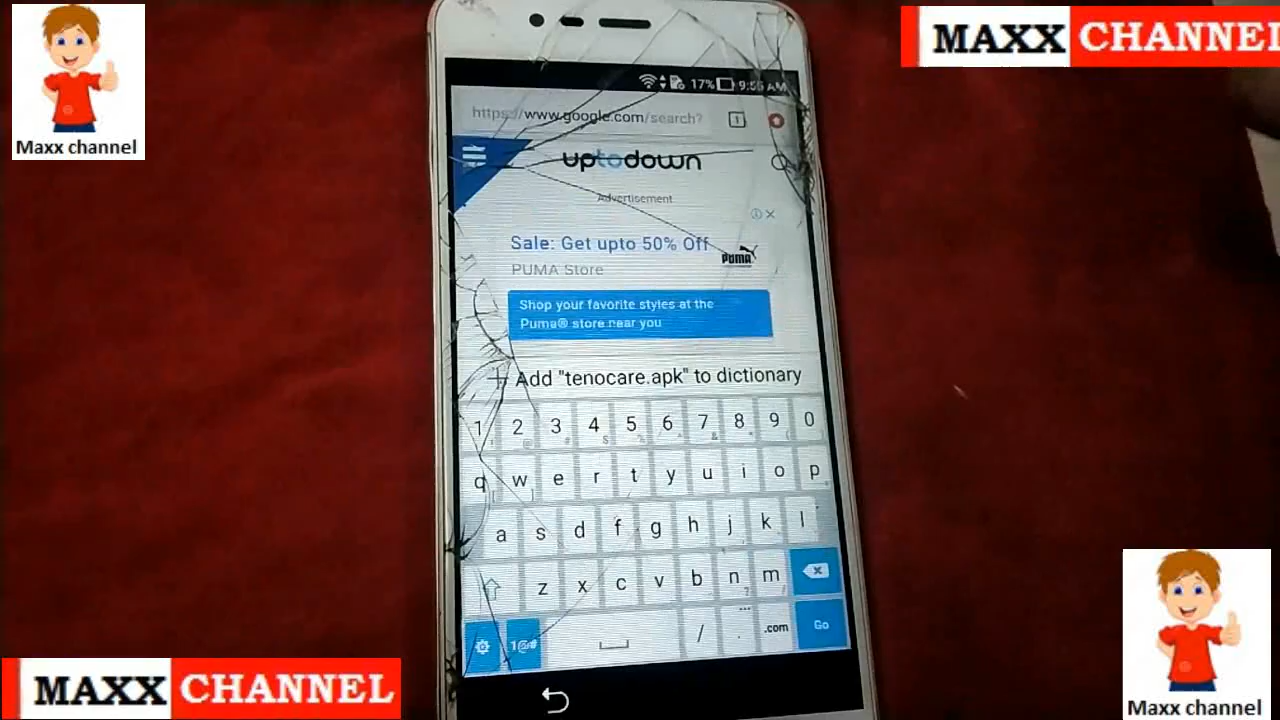 Maxx channel
MAXX CHANNEL
17% 9:55 AM
https://www.google.com/search?
1
uptodown
Advertisement
Sale: Get upto 50% Off
PUMA Store
PUMA
Shop your favorite styles at the
Puma® store near you
Add "tenocare.apk" to dictionary
1 2 3 4 5 6 7 8 9 0
q w e r t y u i o p
a s d f g h j k l
z x c v b n m
1@# / . .com Go
MAXX CHANNEL
Maxx channel